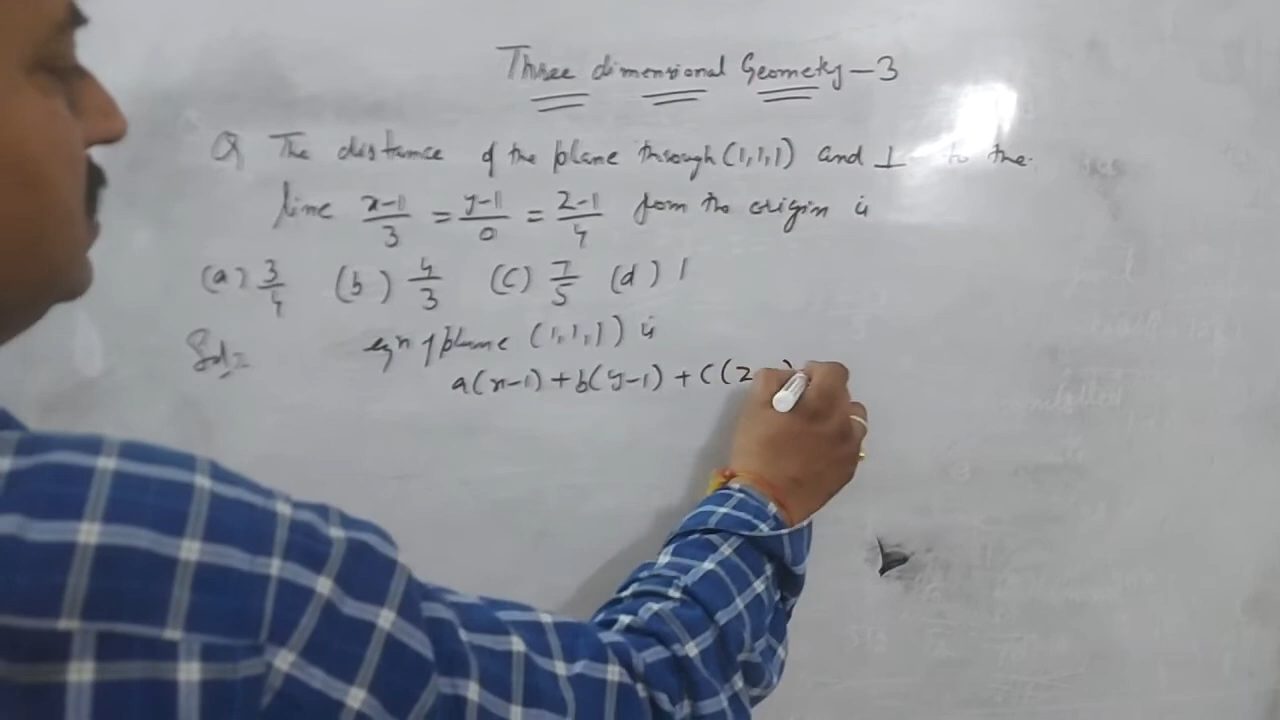 Three dimensional Geometry-3
Q The distance of the plane through (1,1,1) and ⊥ to the
line x-1/3 = y-1/0 = z-1/4 from the origin is
(a) 3/4 (b) 4/3 (c) 7/5 (d) 1
Sol= eqn of plane (1,1,1) is
a(x-1)+b(y-1)+c(z